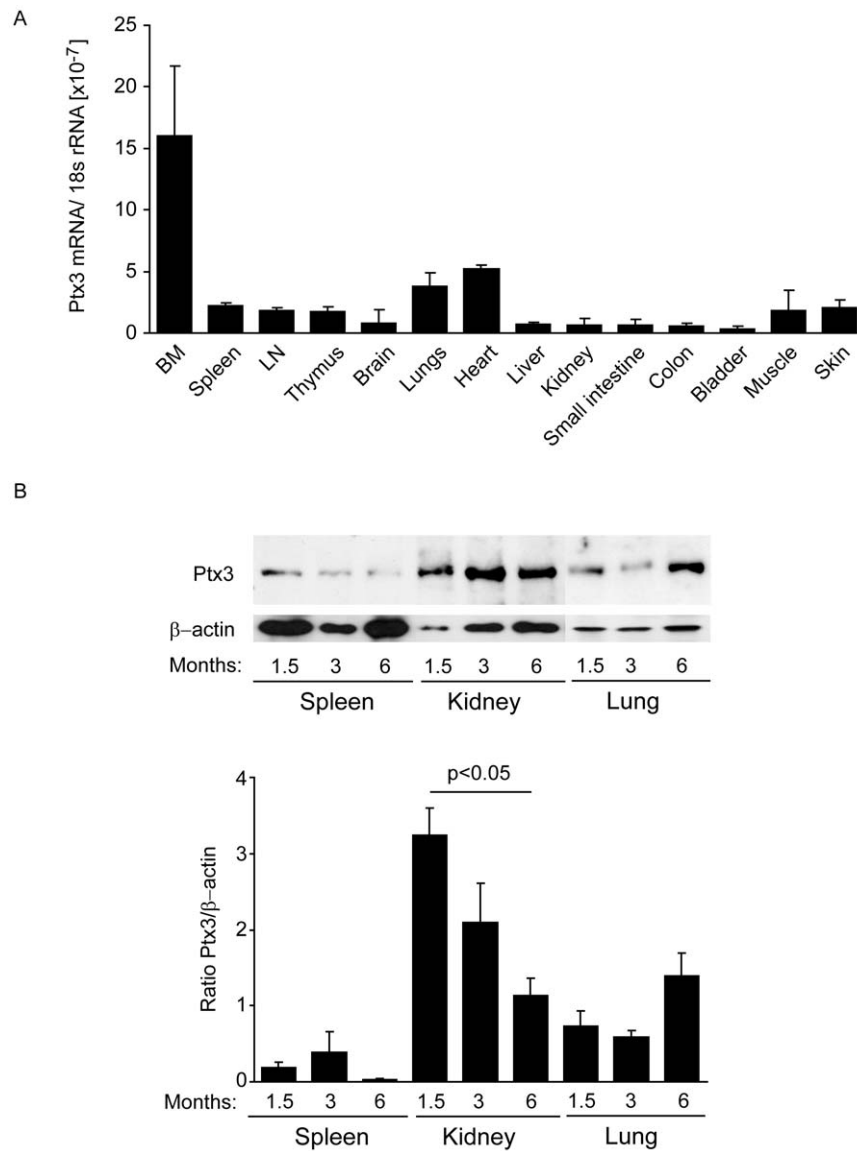 A
Ptx3 mRNA/ 18s rRNA [x10-7]
25
20
15
10
5
0
BM Spleen LN Thymus Brain Lungs Heart Liver Kidney Small intestine Colon Bladder Muscle Skin
B
Ptx3
β–actin
Months: 1.5 3 6 1.5 3 6 1.5 3 6
Spleen Kidney Lung
Ratio Ptx3/β–actin
4
3
2
1
0
p<0.05
Months: 1.5 3 6 1.5 3 6 1.5 3 6
Spleen Kidney Lung